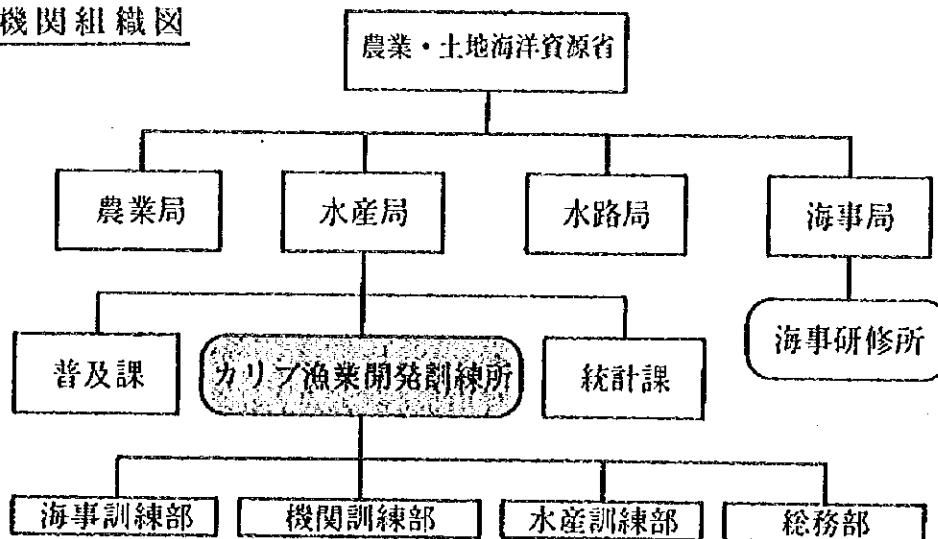 機関組織図
農業・土地海洋資源省
農業局
水産局
水路局
海事局
海事研修所
普及課
カリブ漁業開発訓練所
統計課
海事訓練部
機関訓練部
水産訓練部
総務部